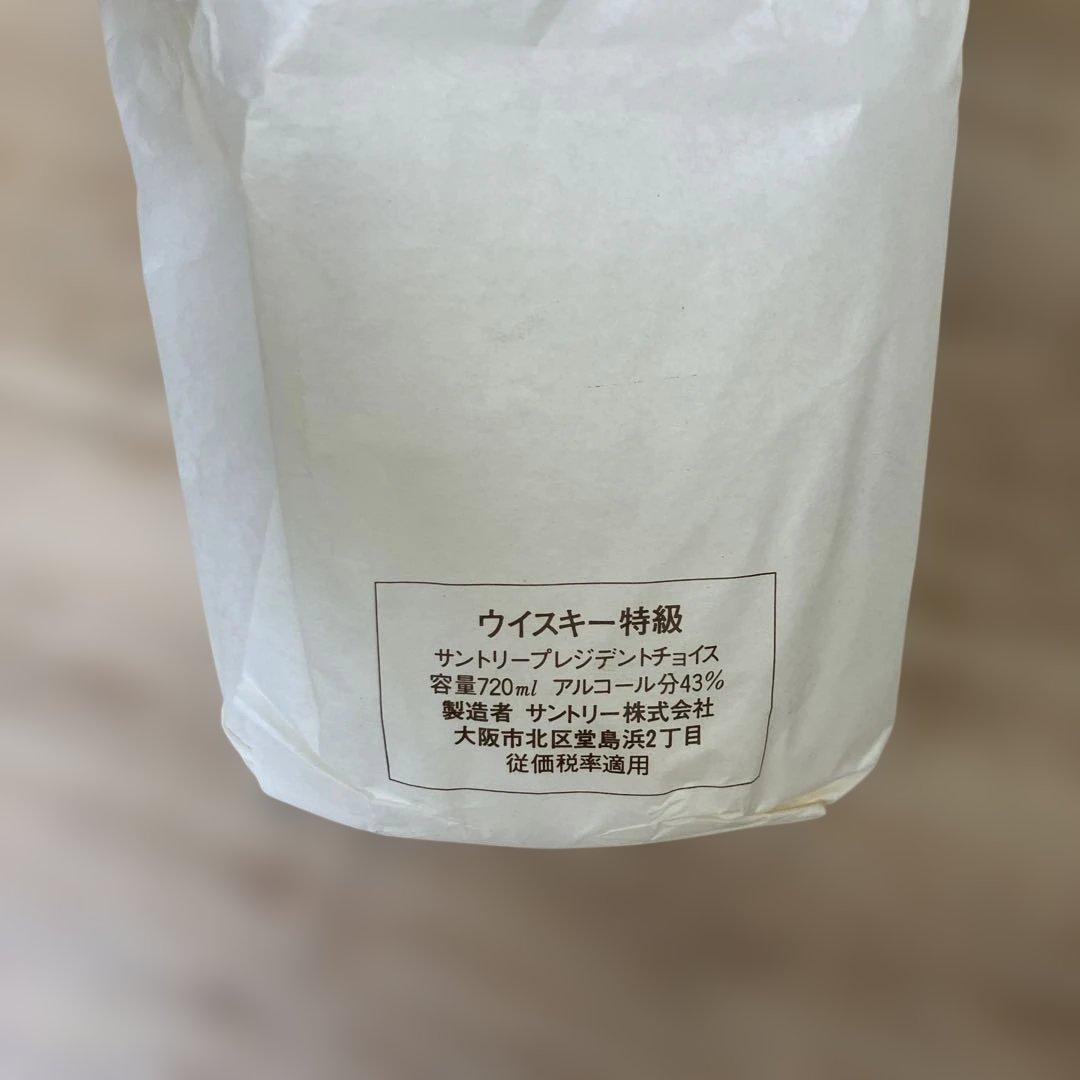 ウイスキー特級
サントリープレジデントチョイス
容量720ml アルコール分43%
製造者 サントリー株式会社
大阪市北区堂島浜2丁目
従価税率適用